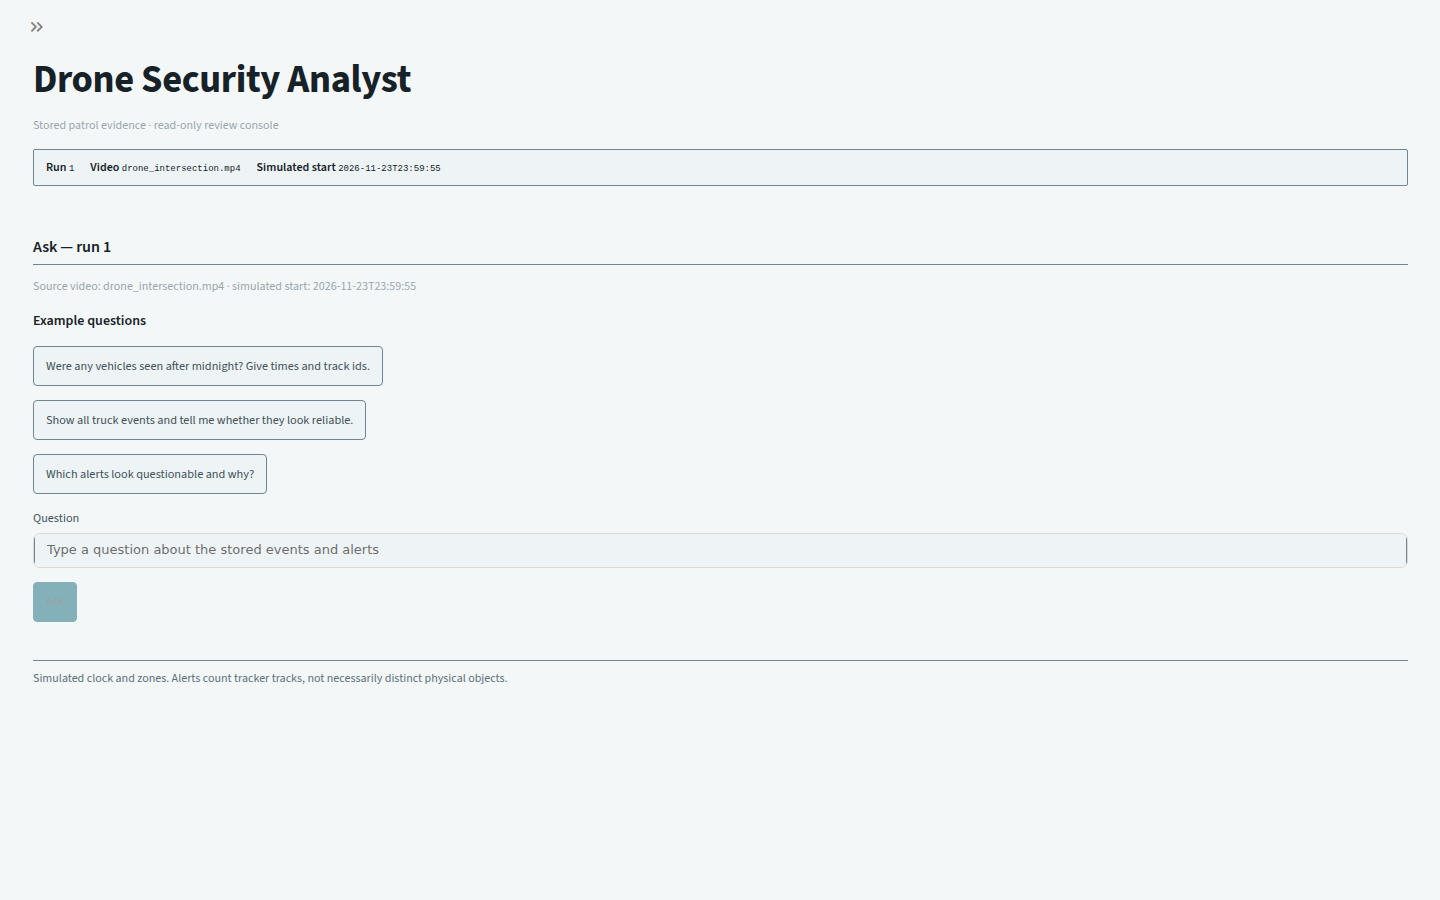 Drone Security Analyst
Stored patrol evidence · read-only review console
Run 1 Video drone_intersection.mp4 Simulated start 2026-11-23T23:59:55
Ask — run 1
Source video: drone_intersection.mp4 · simulated start: 2026-11-23T23:59:55
Example questions
Were any vehicles seen after midnight? Give times and track ids.
Show all truck events and tell me whether they look reliable.
Which alerts look questionable and why?
Question
Type a question about the stored events and alerts
Simulated clock and zones. Alerts count tracker tracks, not necessarily distinct physical objects.